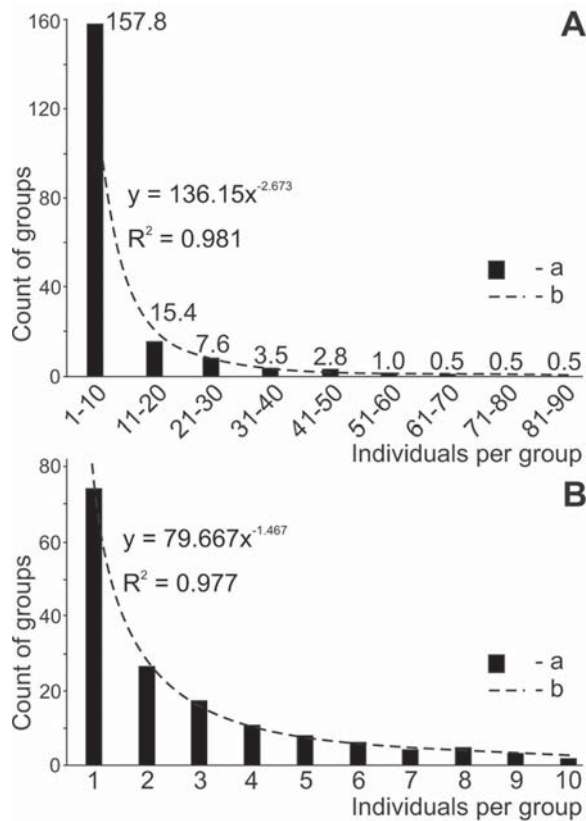 A
160
120
80
40
0
Count of groups
157.8
y = 136.15x^-2.673
R² = 0.981
- a
- b
15.4
7.6
3.5
2.8
1.0
0.5
0.5
0.5
1-10
11-20
21-30
31-40
41-50
51-60
61-70
71-80
81-90
Individuals per group
B
80
60
40
20
0
Count of groups
y = 79.667x^-1.467
R² = 0.977
- a
- b
1 2 3 4 5 6 7 8 9 10
Individuals per group